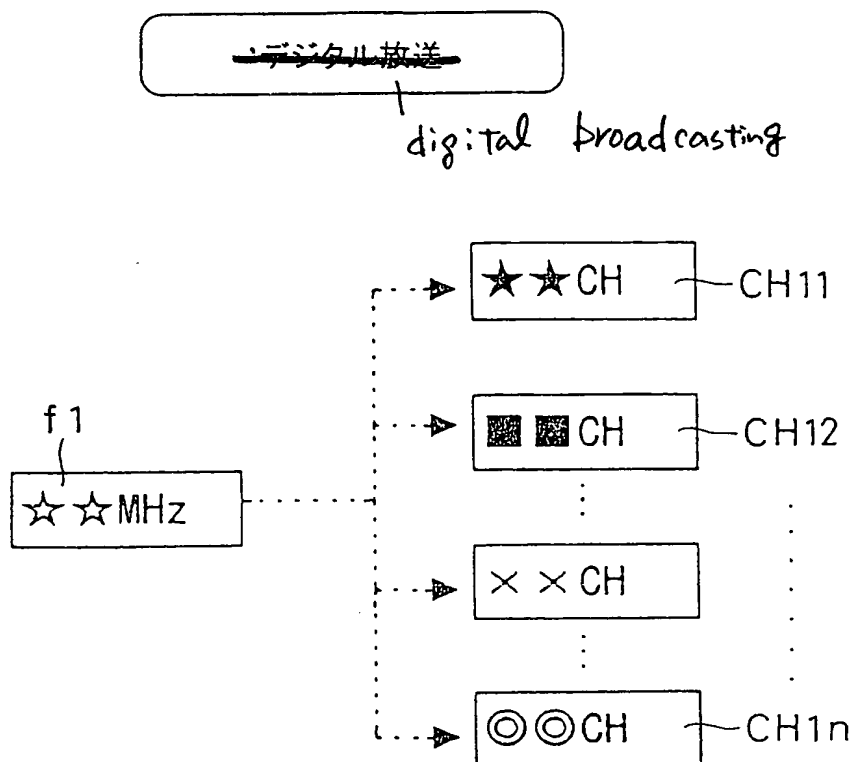 ・デジタル放送
digital broadcasting
★★CH
CH11
f1
■■CH
CH12
☆☆MHz
××CH
◎◎CH
CH1n